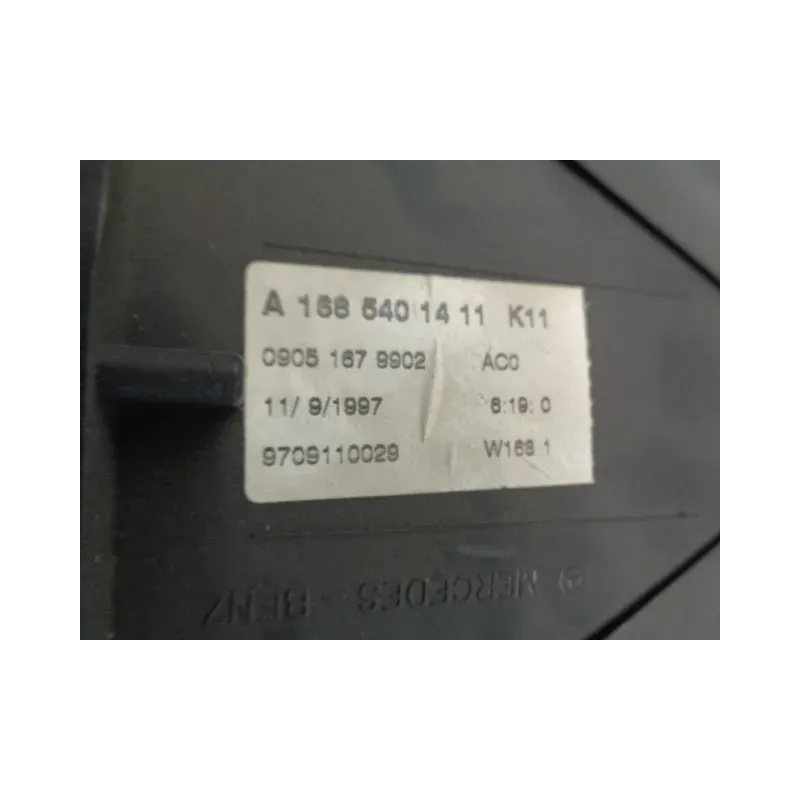 A 168 540 14 11 K11
0905 167 9902 AC0
11/ 9/1997 6:19: 0
9709110029 W168 1
MERCEDES-BENZ